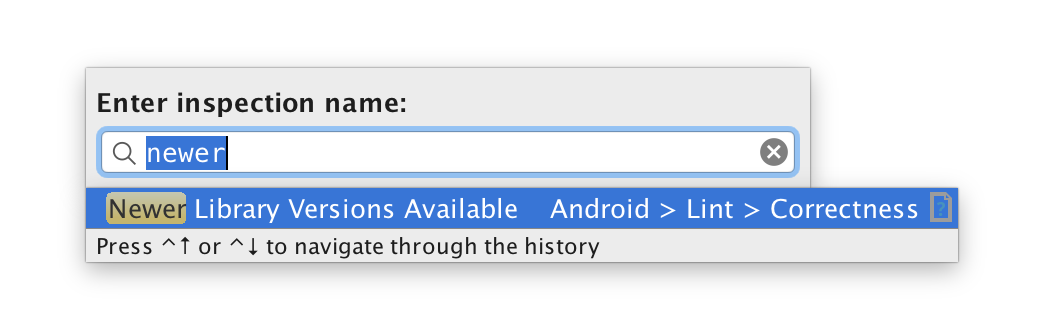 Enter inspection name:
newer
Newer Library Versions Available Android > Lint > Correctness ?
Press ^↑ or ^↓ to navigate through the history